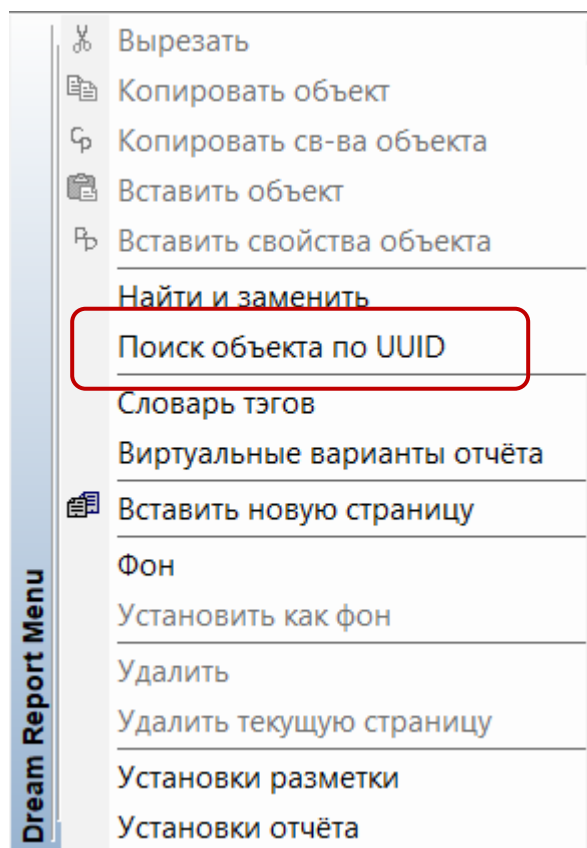 Вырезать
Копировать объект
Копировать св-ва объекта
Вставить объект
Вставить свойства объекта
Найти и заменить
Поиск объекта по UUID
Словарь тэгов
Виртуальные варианты отчёта
Вставить новую страницу
Фон
Установить как фон
Удалить
Удалить текущую страницу
Установки разметки
Установки отчёта
Dream Report Menu